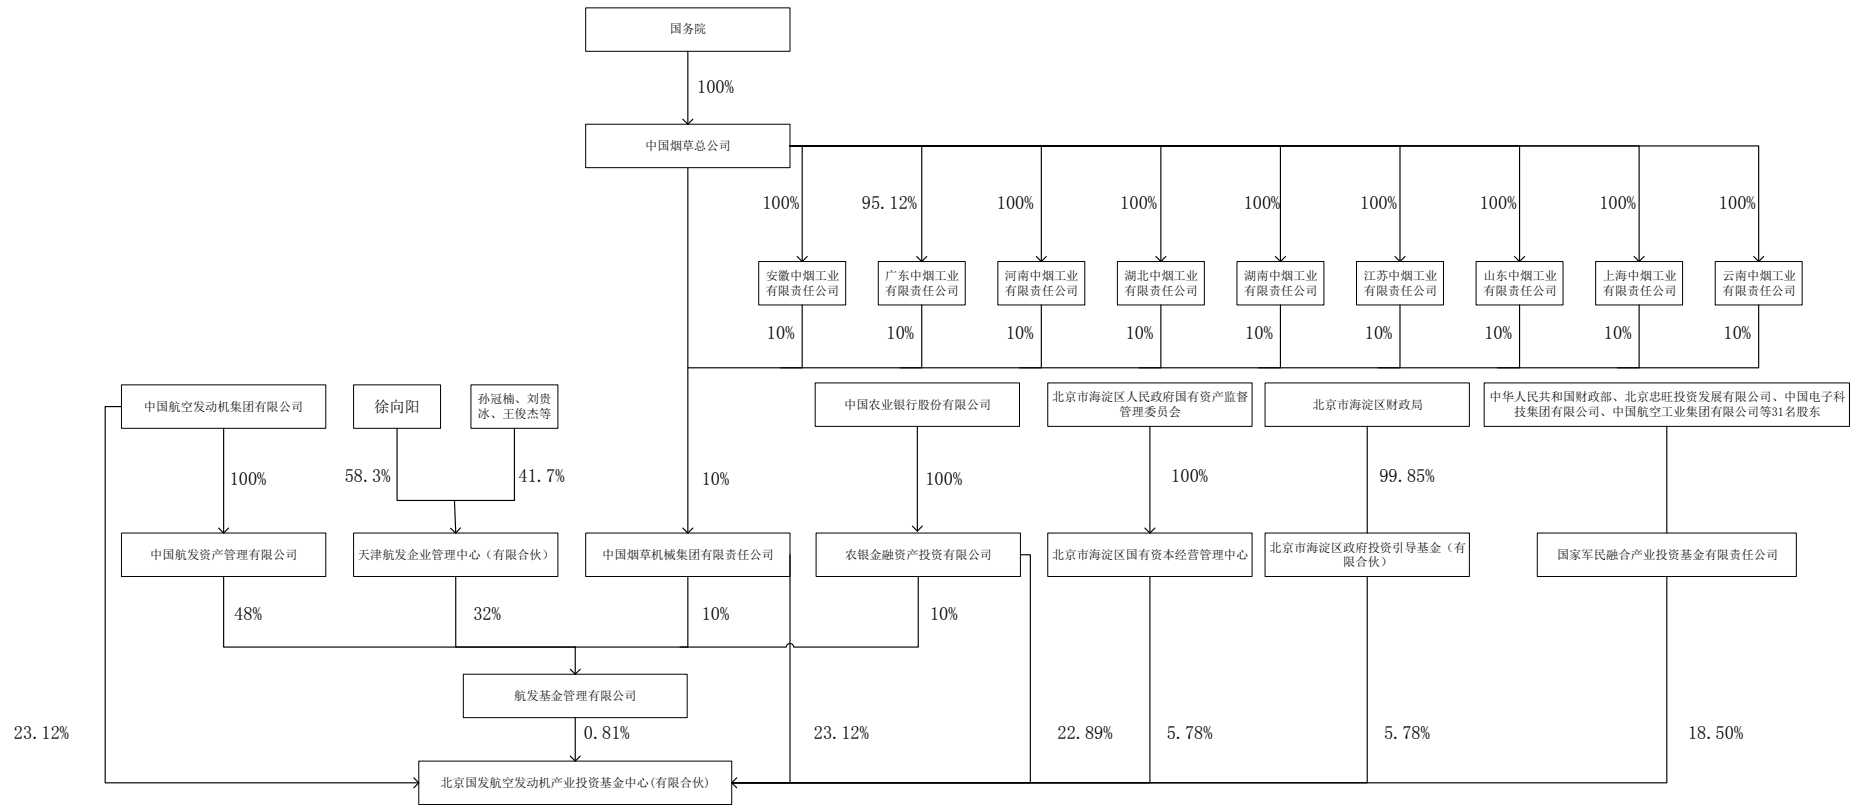 国务院
100%
中国烟草总公司
100%
95.12%
100%
100%
100%
100%
100%
100%
100%
安徽中烟工业
有限责任公司
广东中烟工业
有限责任公司
河南中烟工业
有限责任公司
湖北中烟工业
有限责任公司
湖南中烟工业
有限责任公司
江苏中烟工业
有限责任公司
山东中烟工业
有限责任公司
上海中烟工业
有限责任公司
云南中烟工业
有限责任公司
10%
10%
10%
10%
10%
10%
10%
10%
10%
中国航空发动机集团有限公司
徐向阳
孙冠楠、刘贵
冰、王俊杰等
中国农业银行股份有限公司
北京市海淀区人民政府国有资产监督
管理委员会
北京市海淀区财政局
中华人民共和国财政部、北京忠旺投资发展有限公司、中国电子科
技集团有限公司、中国航空工业集团有限公司等31名股东
100%
58.3%
41.7%
10%
100%
100%
99.85%
中国航发资产管理有限公司
天津航发企业管理中心（有限合伙）
中国烟草机械集团有限责任公司
农银金融资产投资有限公司
北京市海淀区国有资本经营管理中心
北京市海淀区政府投资引导基金（有
限合伙）
国家军民融合产业投资基金有限责任公司
48%
32%
10%
10%
航发基金管理有限公司
23.12%
0.81%
23.12%
22.89%
5.78%
5.78%
18.50%
北京国发航空发动机产业投资基金中心(有限合伙)